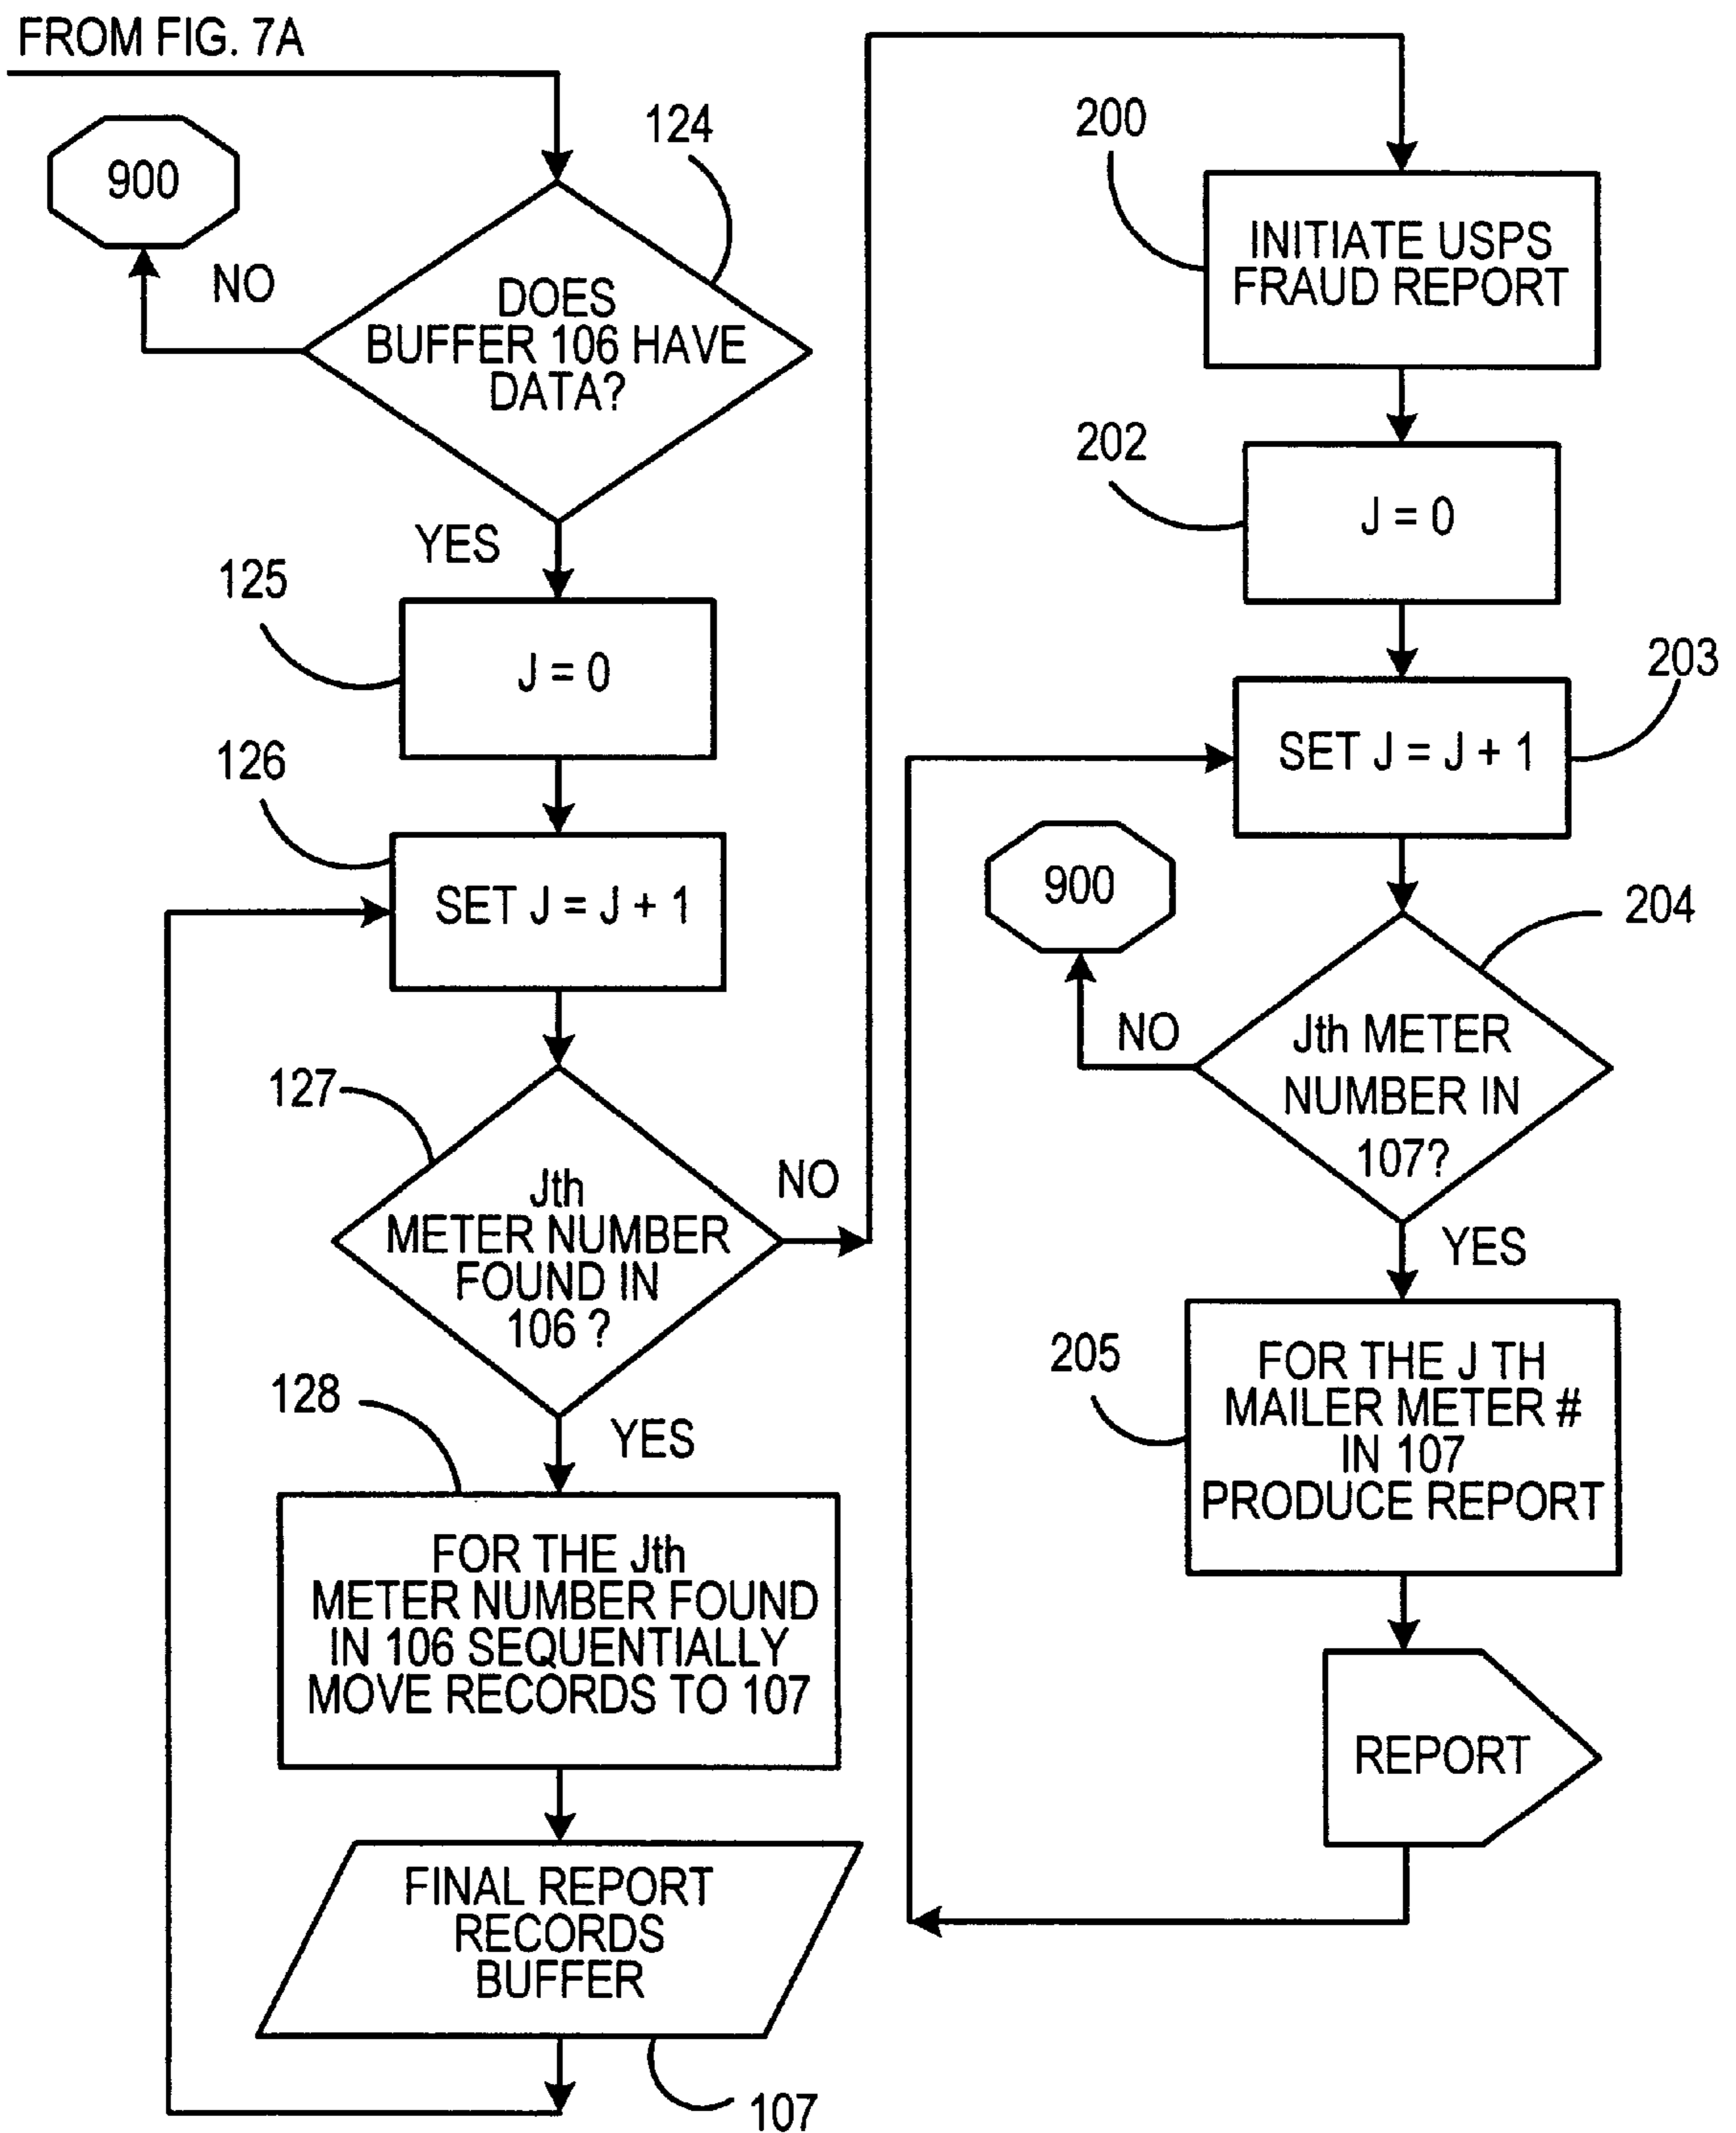 FROM FIG. 7A
124
900
NO
DOES
BUFFER 106 HAVE
DATA?
YES
125
J = 0
126
SET J = J + 1
127
Jth
METER NUMBER
FOUND IN
106 ?
NO
128
YES
FOR THE Jth
METER NUMBER FOUND
IN 106 SEQUENTIALLY
MOVE RECORDS TO 107
FINAL REPORT
RECORDS
BUFFER
107
200
INITIATE USPS
FRAUD REPORT
202
J = 0
203
SET J = J + 1
900
204
NO
Jth METER
NUMBER IN
107?
YES
205
FOR THE J TH
MAILER METER #
IN 107
PRODUCE REPORT
REPORT